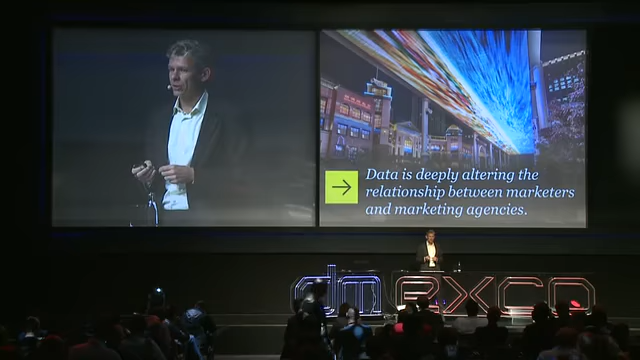 Data is deeply altering the
relationship between marketers
and marketing agencies.
dmexco